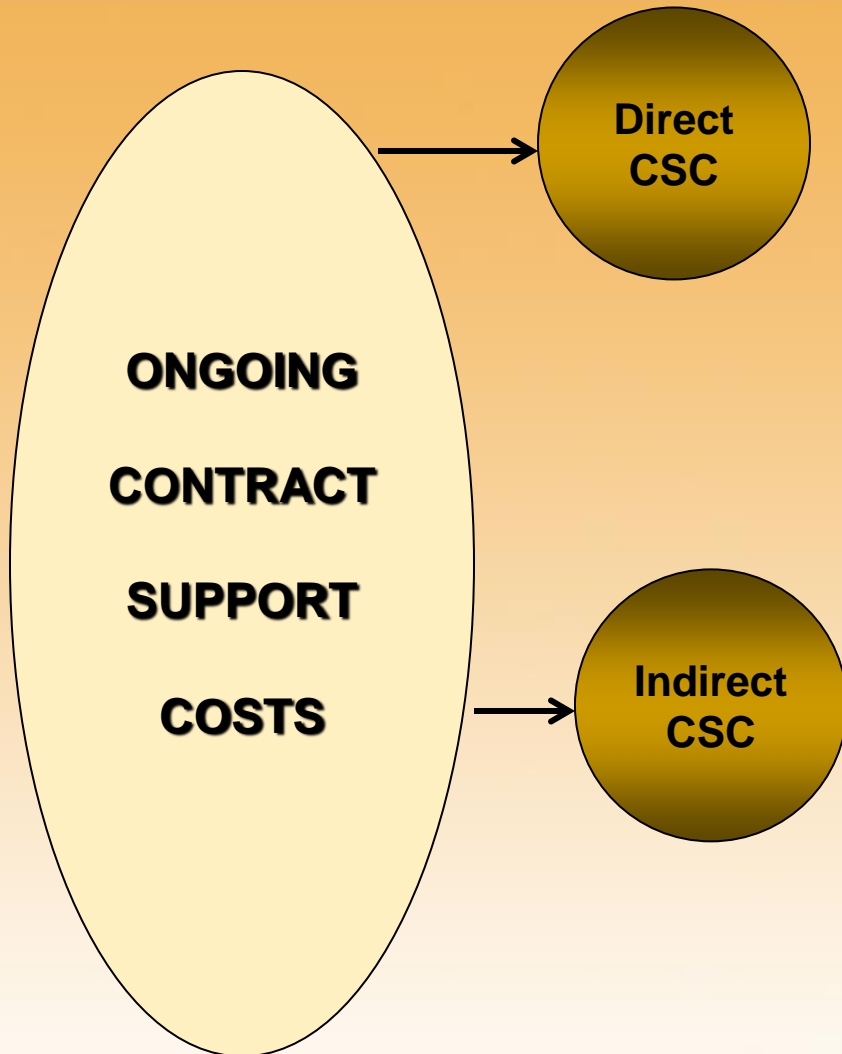 ONGOING
CONTRACT
SUPPORT
COSTS
Direct
CSC
Indirect
CSC